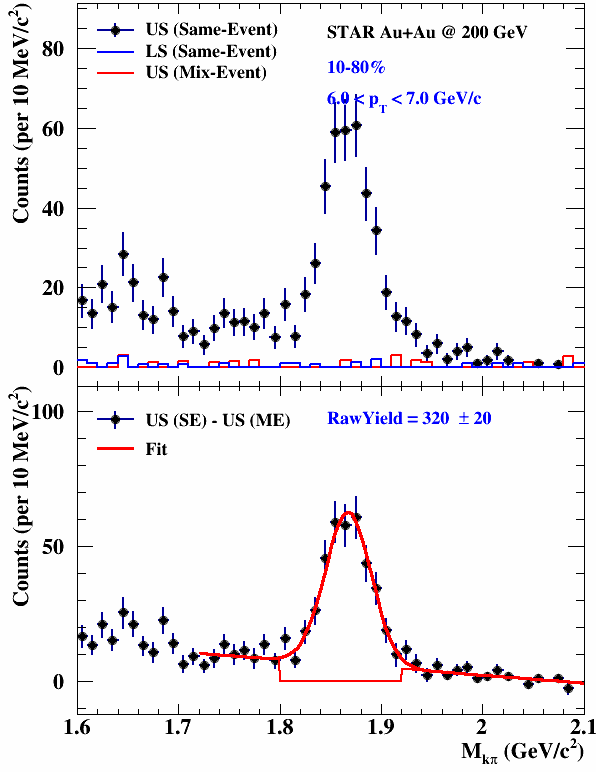 Counts (per 10 MeV/c²)
US (Same-Event)
LS (Same-Event)
US (Mix-Event)
STAR Au+Au @ 200 GeV
10-80%
6.0 < p_T < 7.0 GeV/c
80
60
40
20
0
Counts (per 10 MeV/c²)
US (SE) - US (ME)
Fit
RawYield = 320 ± 20
100
50
0
1.6 1.7 1.8 1.9 2 2.1
M_kπ (GeV/c²)